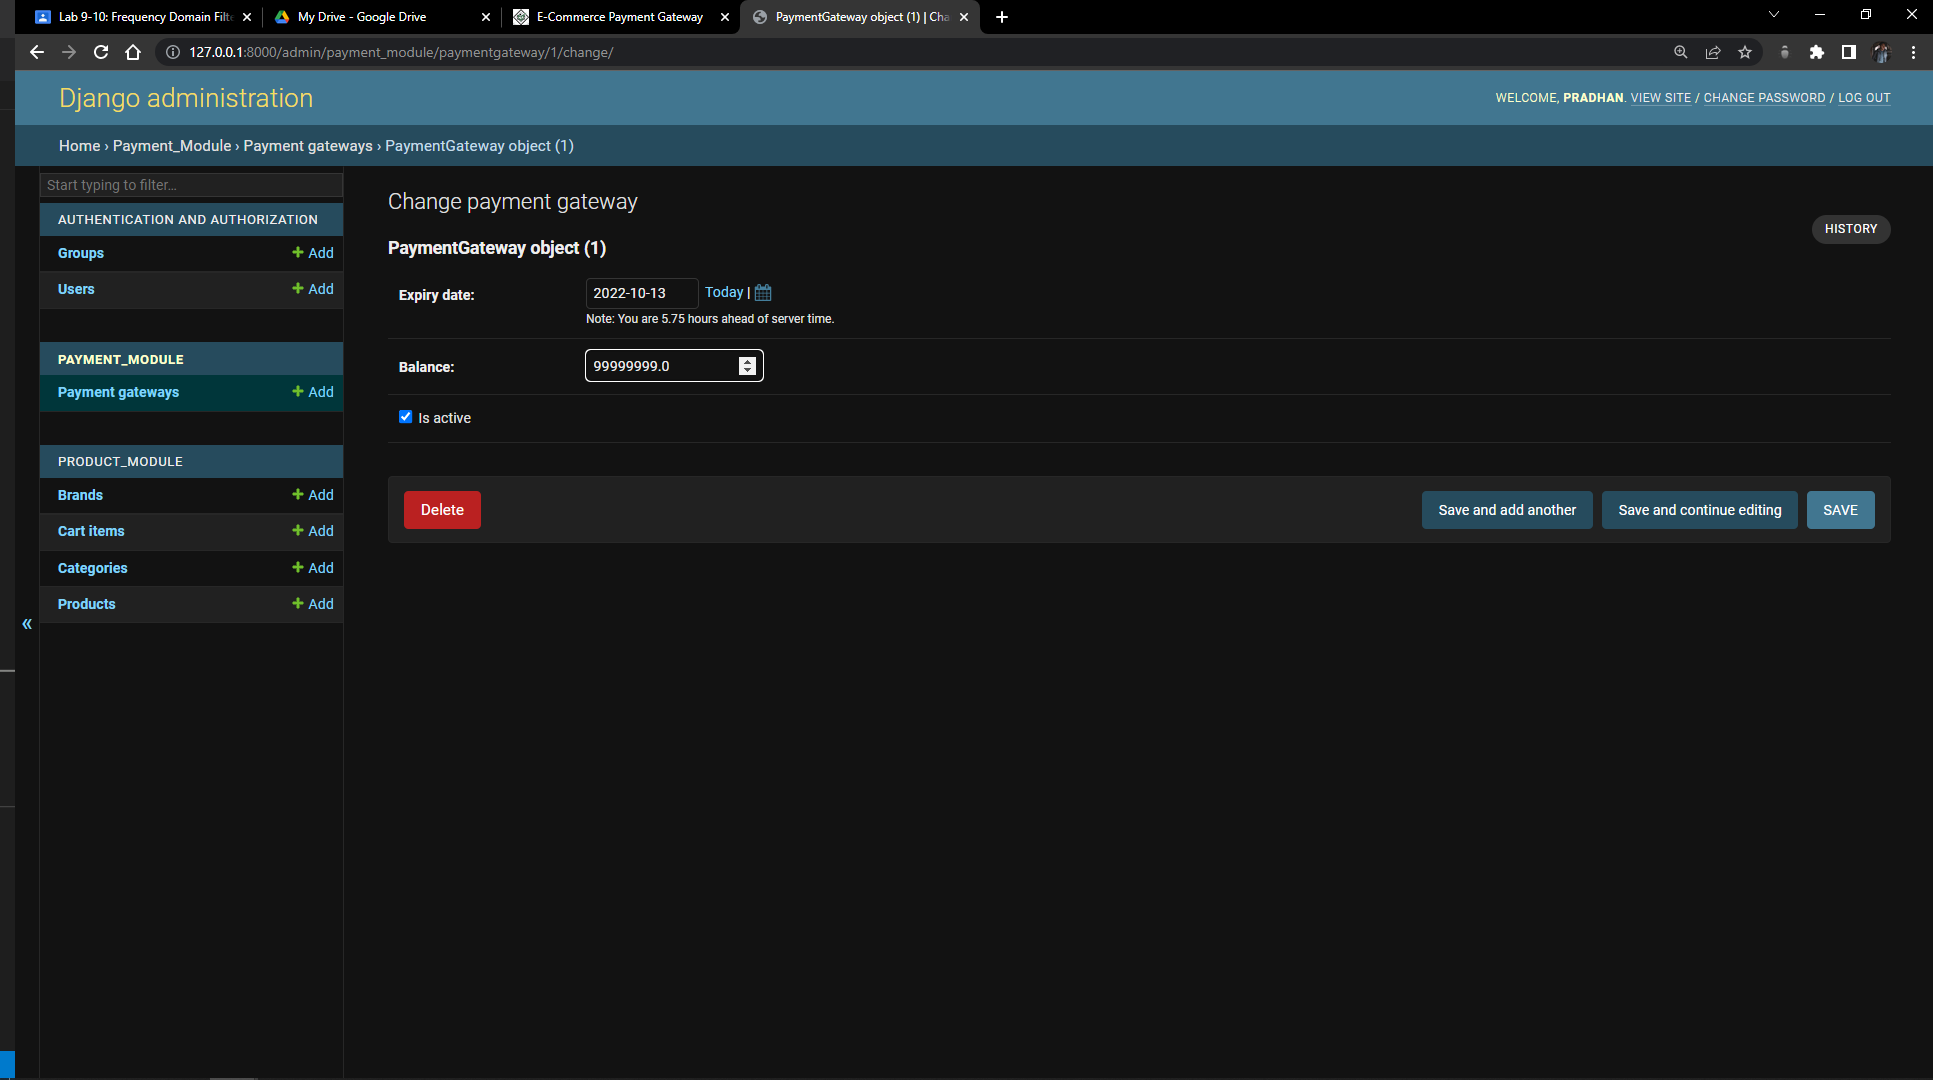 Lab 9-10: Frequency Domain Filte
My Drive - Google Drive
E-Commerce Payment Gateway
PaymentGateway object (1) | Cha
127.0.0.1:8000/admin/payment_module/paymentgateway/1/change/
Django administration
WELCOME, PRADHAN. VIEW SITE / CHANGE PASSWORD / LOG OUT
Home › Payment_Module › Payment gateways › PaymentGateway object (1)
Start typing to filter...
AUTHENTICATION AND AUTHORIZATION
Groups + Add
Users + Add
PAYMENT_MODULE
Payment gateways + Add
PRODUCT_MODULE
Brands + Add
Cart items + Add
Categories + Add
Products + Add
«
Change payment gateway
HISTORY
PaymentGateway object (1)
Expiry date: 2022-10-13 Today |
Note: You are 5.75 hours ahead of server time.
Balance: 99999999.0
Is active
Delete
Save and add another
Save and continue editing
SAVE